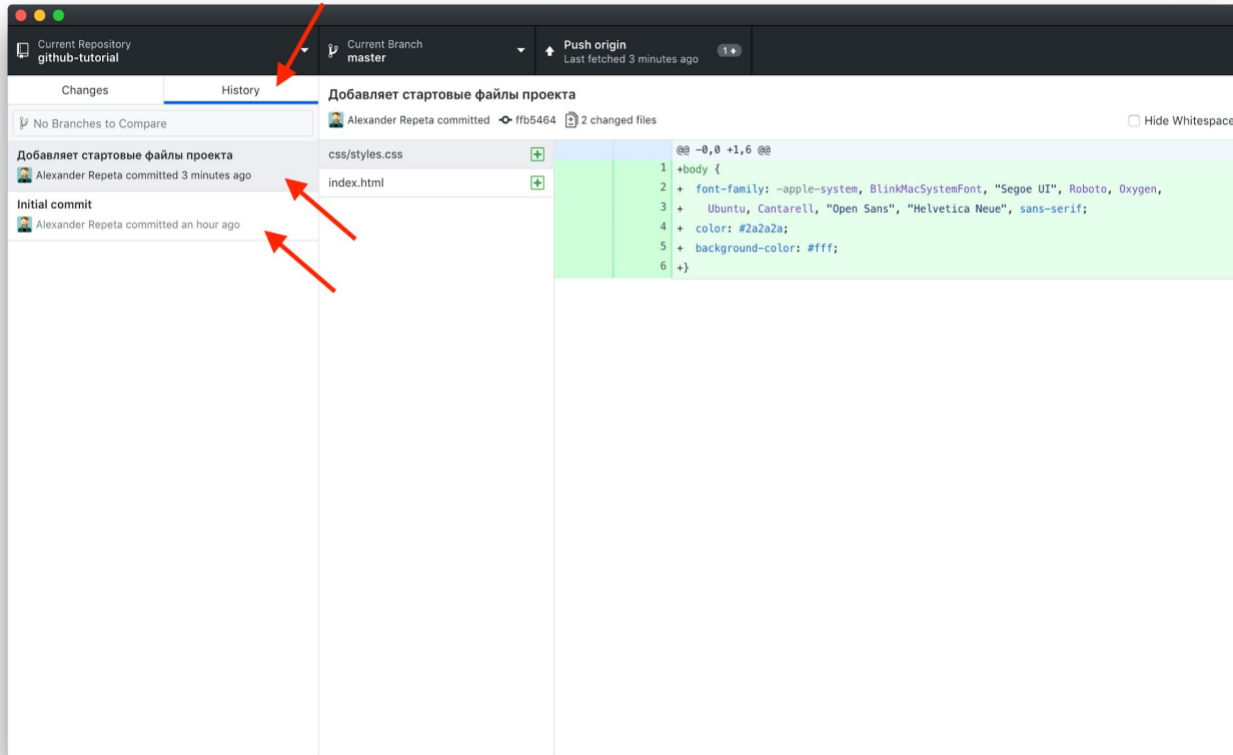 Current Repository
github-tutorial
Current Branch
master
Push origin
Last fetched 3 minutes ago
1
Changes
History
No Branches to Compare
Добавляет стартовые файлы проекта
Alexander Repeta committed 3 minutes ago
Initial commit
Alexander Repeta committed an hour ago
Добавляет стартовые файлы проекта
Alexander Repeta committed ffb5464 2 changed files
Hide Whitespace
css/styles.css
index.html
@@ -0,0 +1,6 @@
1 +body {
2 + font-family: -apple-system, BlinkMacSystemFont, "Segoe UI", Roboto, Oxygen,
3 + Ubuntu, Cantarell, "Open Sans", "Helvetica Neue", sans-serif;
4 + color: #2a2a2a;
5 + background-color: #fff;
6 +}